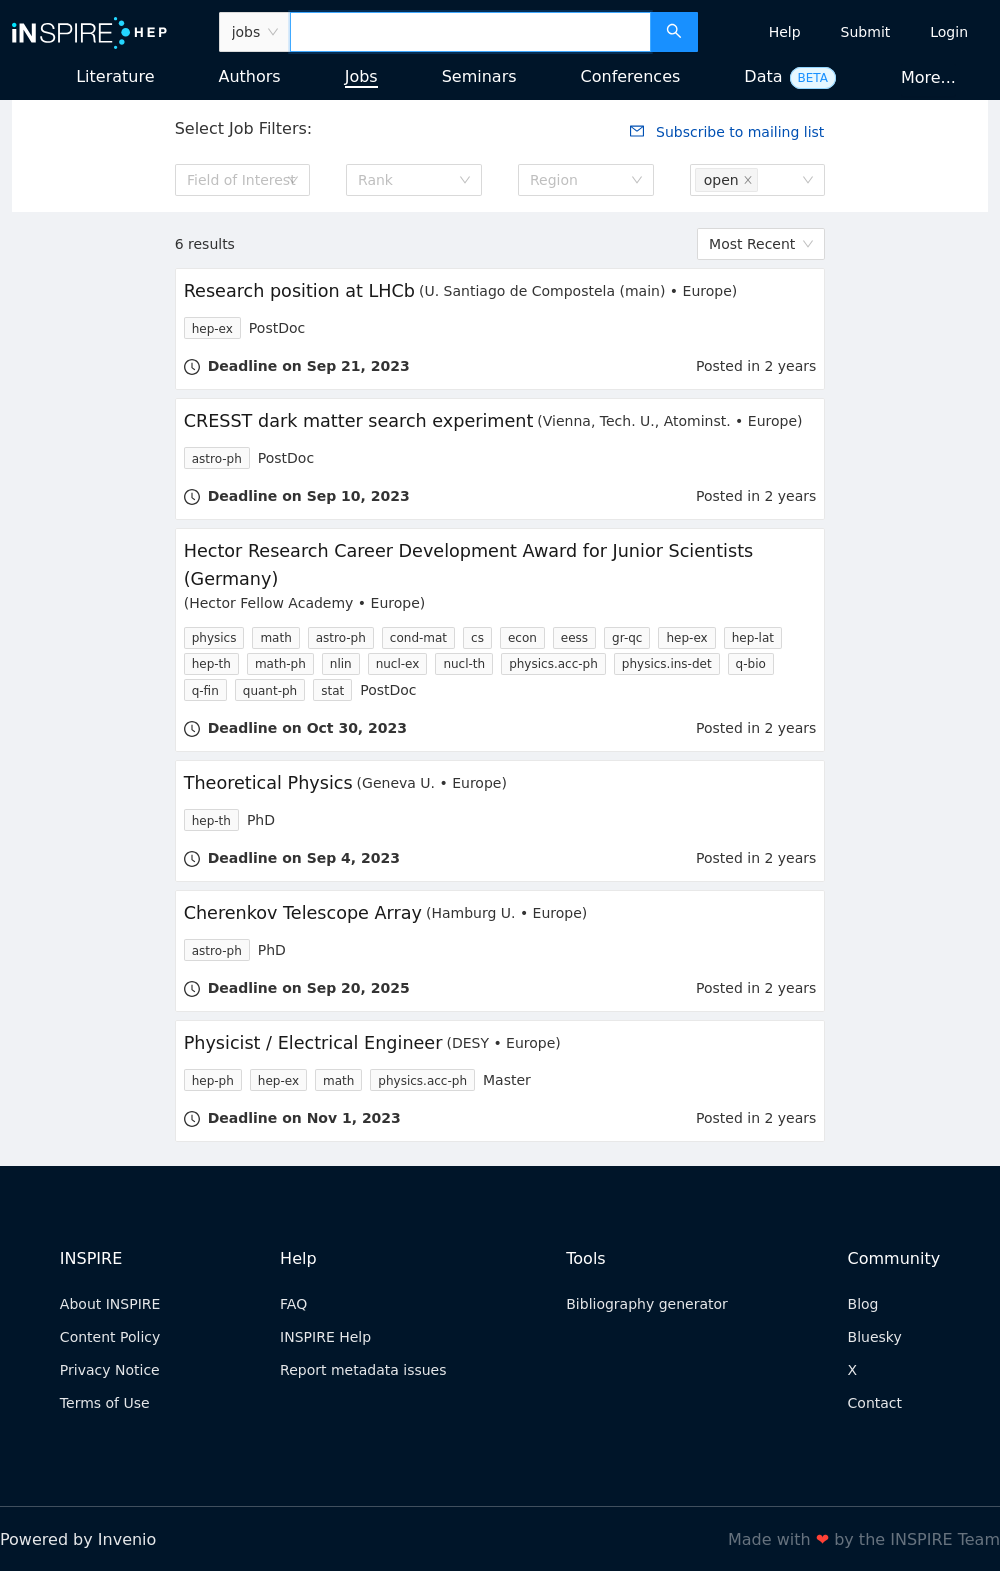 iNSPIRE HEP
jobs
Help Submit Login
Literature Authors Jobs Seminars Conferences Data BETA More...
Select Job Filters:
Subscribe to mailing list
Field of Interest Rank Region open
6 results
Most Recent
Research position at LHCb (U. Santiago de Compostela (main) • Europe)
hep-ex PostDoc
Deadline on Sep 21, 2023 Posted in 2 years
CRESST dark matter search experiment (Vienna, Tech. U., Atominst. • Europe)
astro-ph PostDoc
Deadline on Sep 10, 2023 Posted in 2 years
Hector Research Career Development Award for Junior Scientists
(Germany)
(Hector Fellow Academy • Europe)
physics math astro-ph cond-mat cs econ eess gr-qc hep-ex hep-lat
hep-th math-ph nlin nucl-ex nucl-th physics.acc-ph physics.ins-det q-bio
q-fin quant-ph stat PostDoc
Deadline on Oct 30, 2023 Posted in 2 years
Theoretical Physics (Geneva U. • Europe)
hep-th PhD
Deadline on Sep 4, 2023 Posted in 2 years
Cherenkov Telescope Array (Hamburg U. • Europe)
astro-ph PhD
Deadline on Sep 20, 2025 Posted in 2 years
Physicist / Electrical Engineer (DESY • Europe)
hep-ph hep-ex math physics.acc-ph Master
Deadline on Nov 1, 2023 Posted in 2 years
INSPIRE
About INSPIRE
Content Policy
Privacy Notice
Terms of Use
Help
FAQ
INSPIRE Help
Report metadata issues
Tools
Bibliography generator
Community
Blog
Bluesky
X
Contact
Powered by Invenio
Made with ❤ by the INSPIRE Team